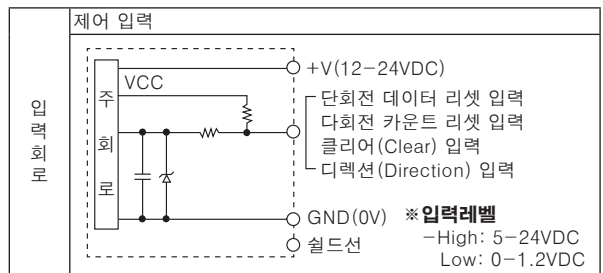 제어 입력
입력회로
주회로
VCC
+V(12-24VDC)
단회전 데이터 리셋 입력
다회전 카운트 리셋 입력
클리어(Clear) 입력
디렉션(Direction) 입력
GND(0V)
쉴드선
※입력레벨
-High: 5-24VDC
Low: 0-1.2VDC